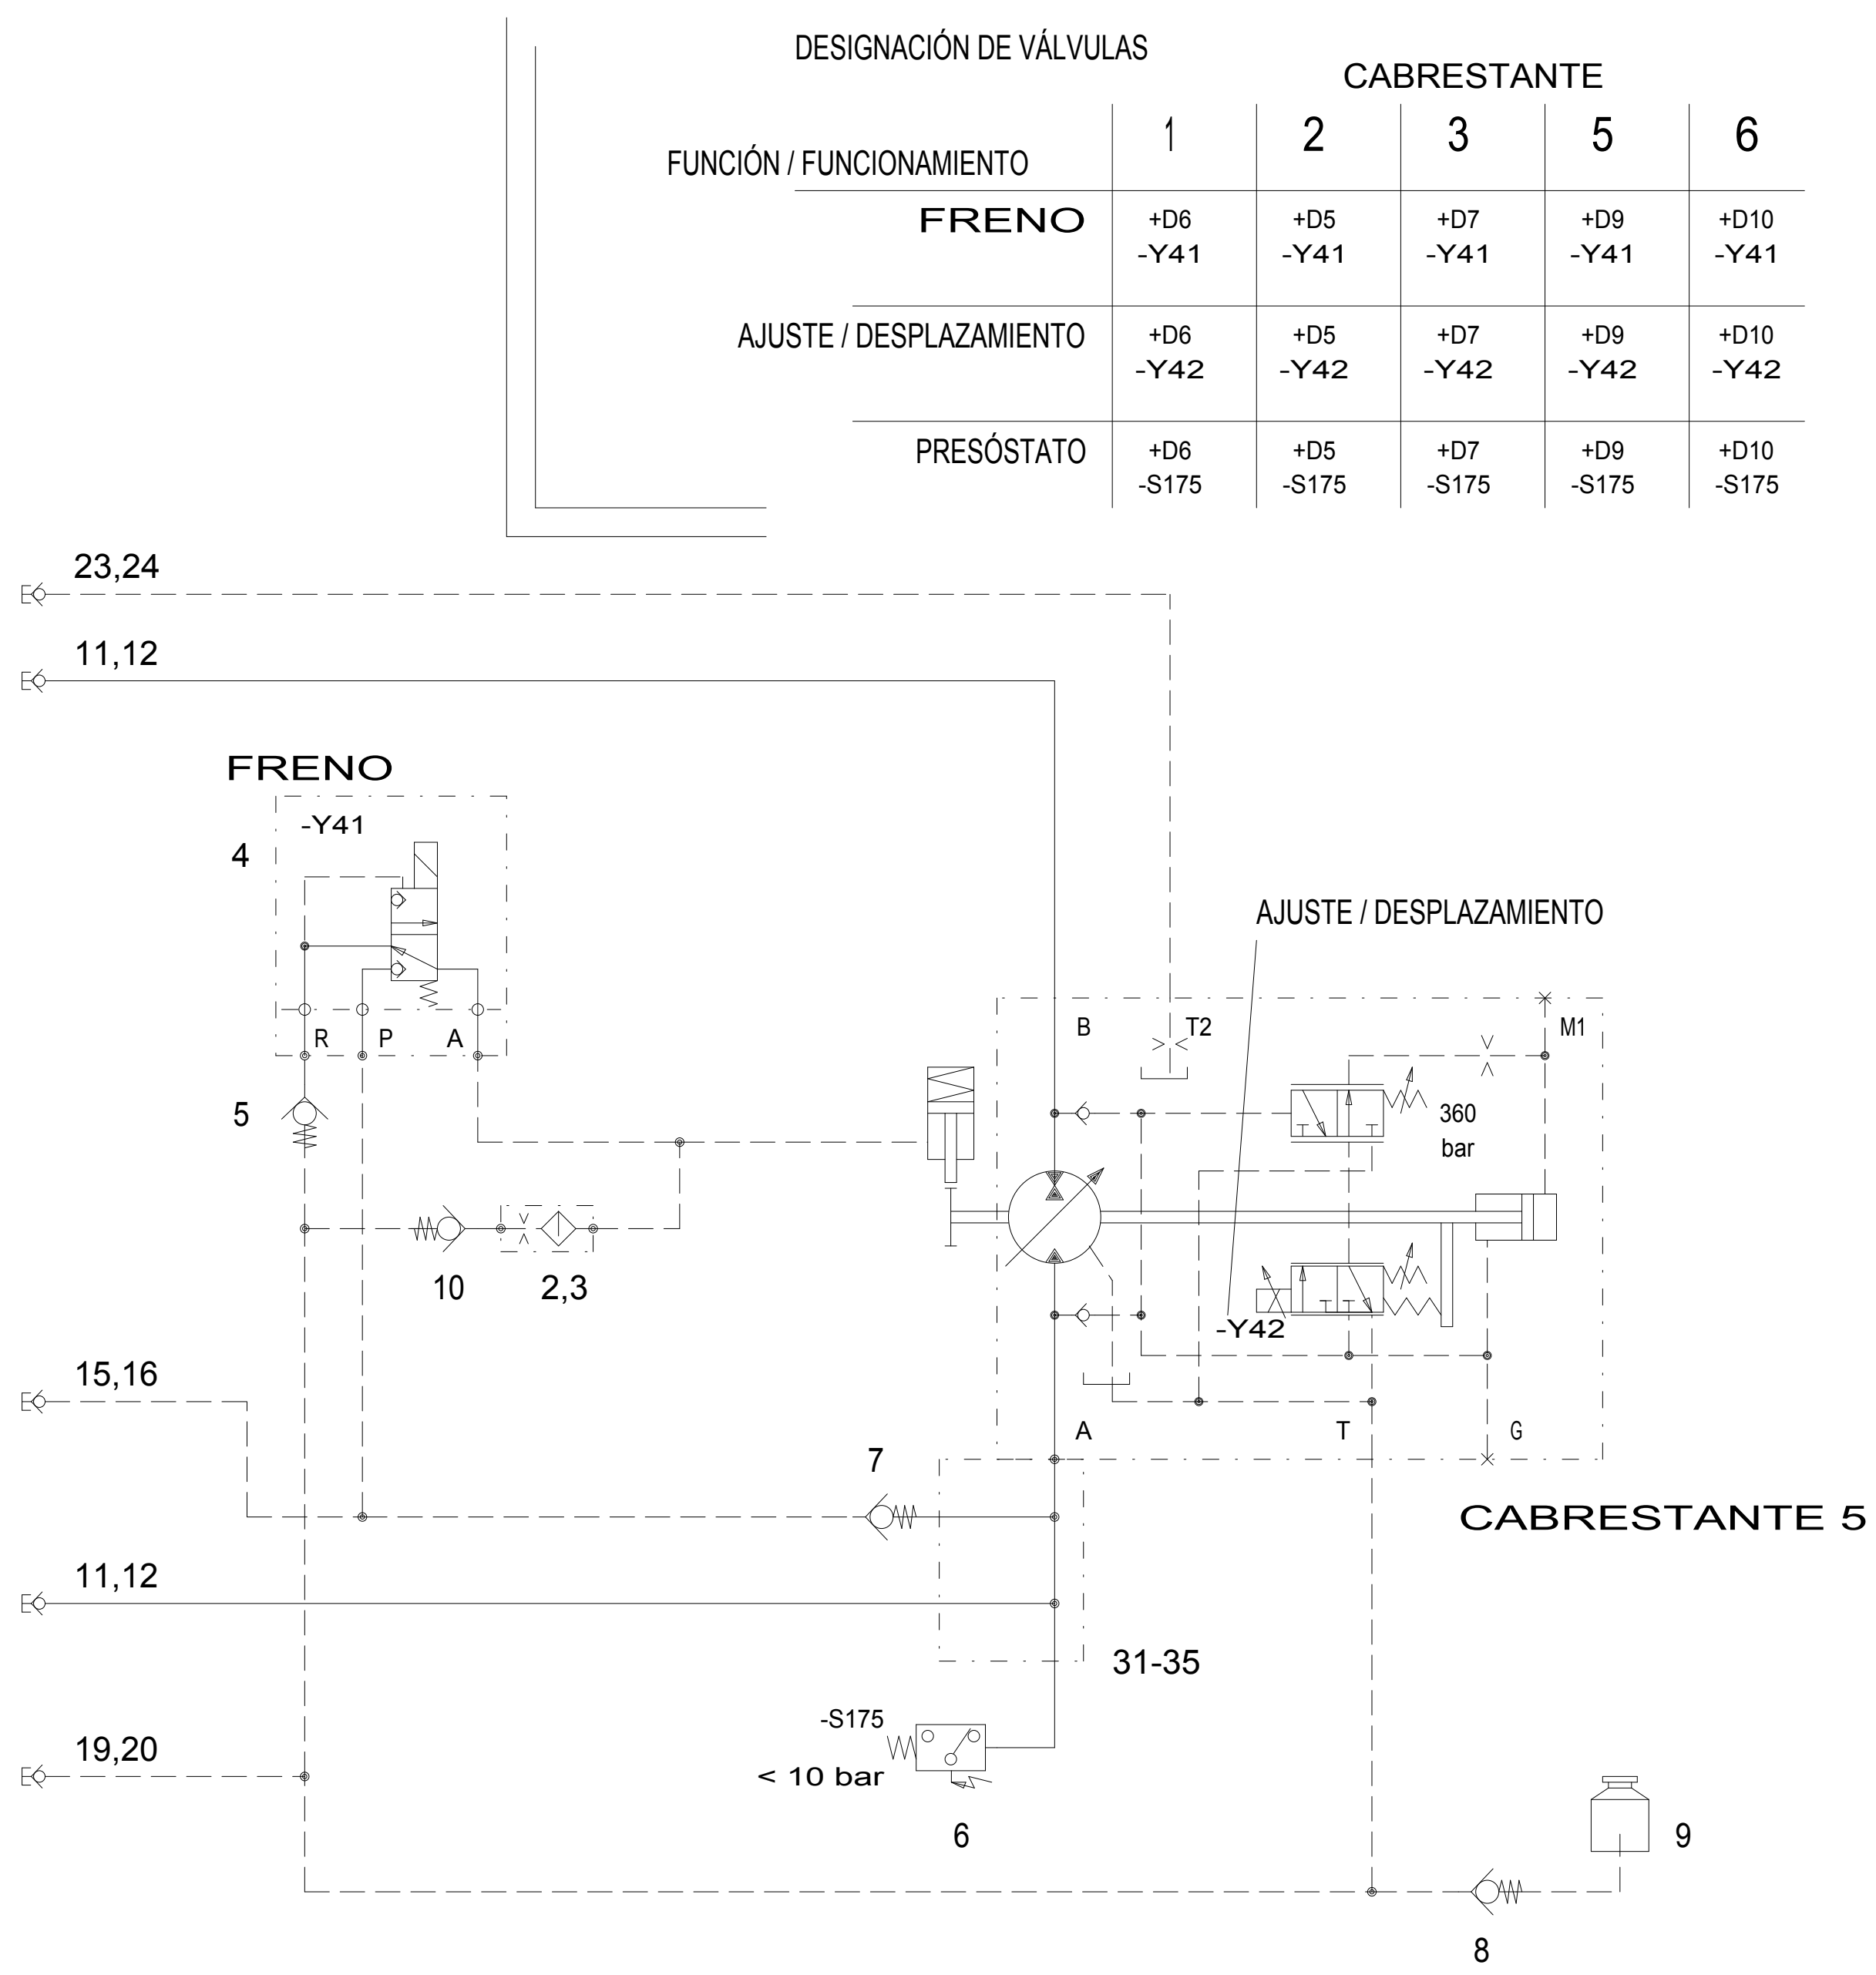 DESIGNACIÓN DE VÁLVULAS
CABRESTANTE
FUNCIÓN / FUNCIONAMIENTO 1 2 3 5 6
FRENO +D6 +D5 +D7 +D9 +D10
-Y41 -Y41 -Y41 -Y41 -Y41
AJUSTE / DESPLAZAMIENTO +D6 +D5 +D7 +D9 +D10
-Y42 -Y42 -Y42 -Y42 -Y42
PRESÓSTATO +D6 +D5 +D7 +D9 +D10
-S175 -S175 -S175 -S175 -S175
23,24
11,12
FRENO
-Y41
4
AJUSTE / DESPLAZAMIENTO
R P A
B T2 M1
5
360
bar
10 2,3
-Y42
15,16
A T G
7
CABRESTANTE 5
11,12
31-35
-S175
19,20
< 10 bar
6
9
8